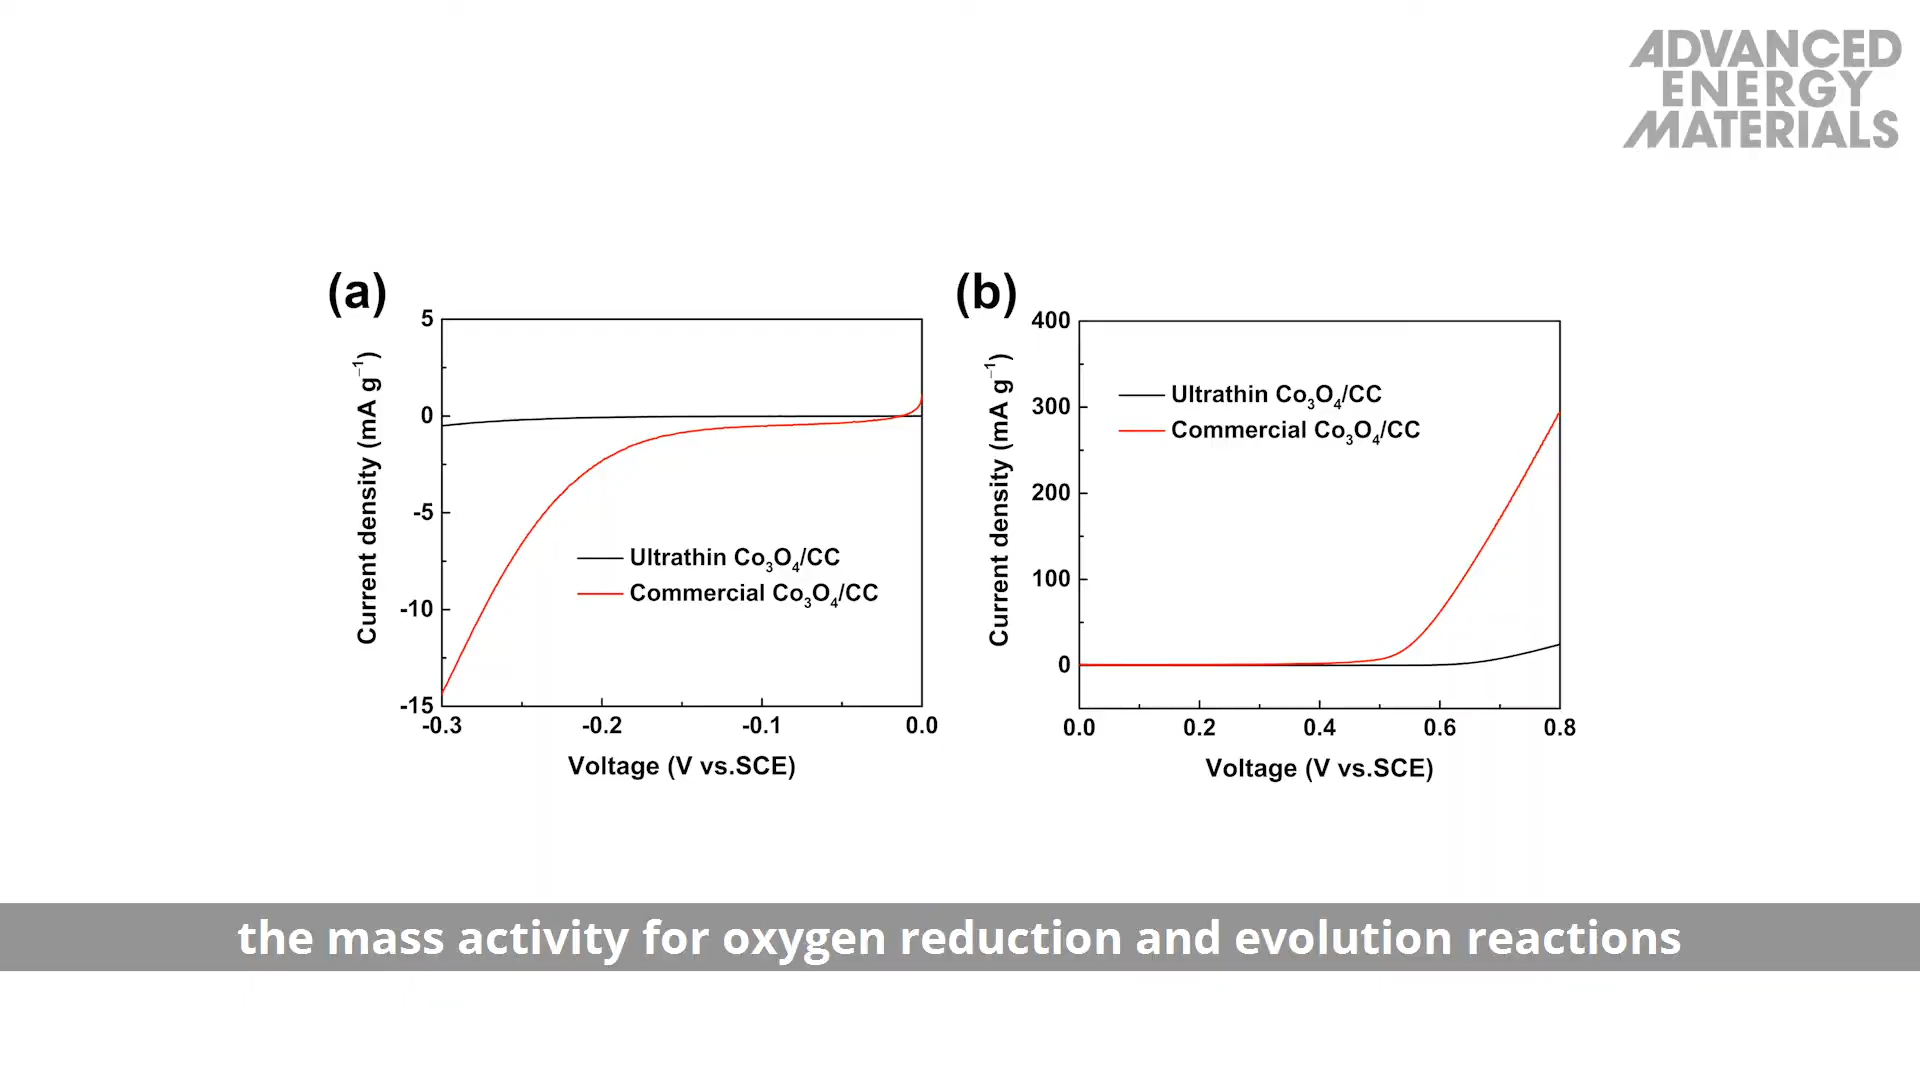 ADVANCED
ENERGY
MATERIALS
(a)
5
0
-5
-10
-15
Current density (mA g⁻¹)
Ultrathin Co₃O₄/CC
Commercial Co₃O₄/CC
-0.3 -0.2 -0.1 0.0
Voltage (V vs.SCE)
(b)
400
300
200
100
0
Current density (mA g⁻¹)
Ultrathin Co₃O₄/CC
Commercial Co₃O₄/CC
0.0 0.2 0.4 0.6 0.8
Voltage (V vs.SCE)
the mass activity for oxygen reduction and evolution reactions